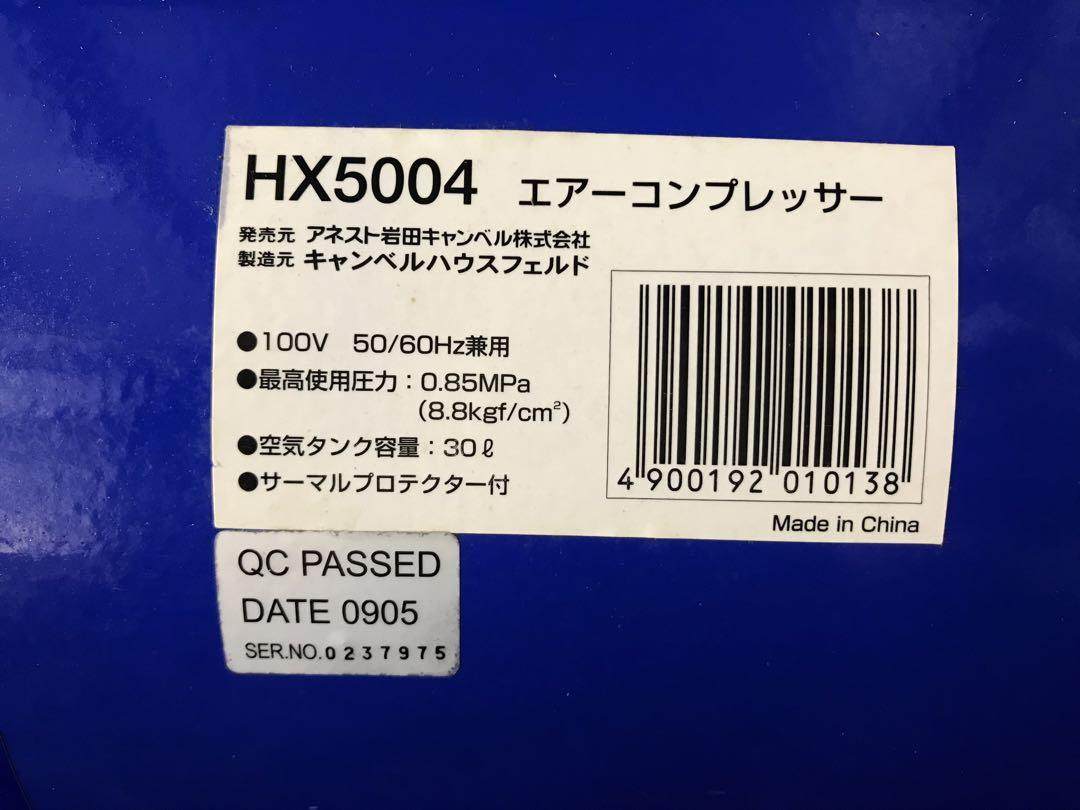 HX5004 エアーコンプレッサー
発売元 アネスト岩田キャンベル株式会社
製造元 キャンベルハウスフェルド
●100V 50/60Hz兼用
●最高使用圧力：0.85MPa
（8.8kgf/cm²）
●空気タンク容量：30ℓ
●サーマルプロテクター付
4 900192 010138
Made in China
QC PASSED
DATE 0905
SER.NO.0237975